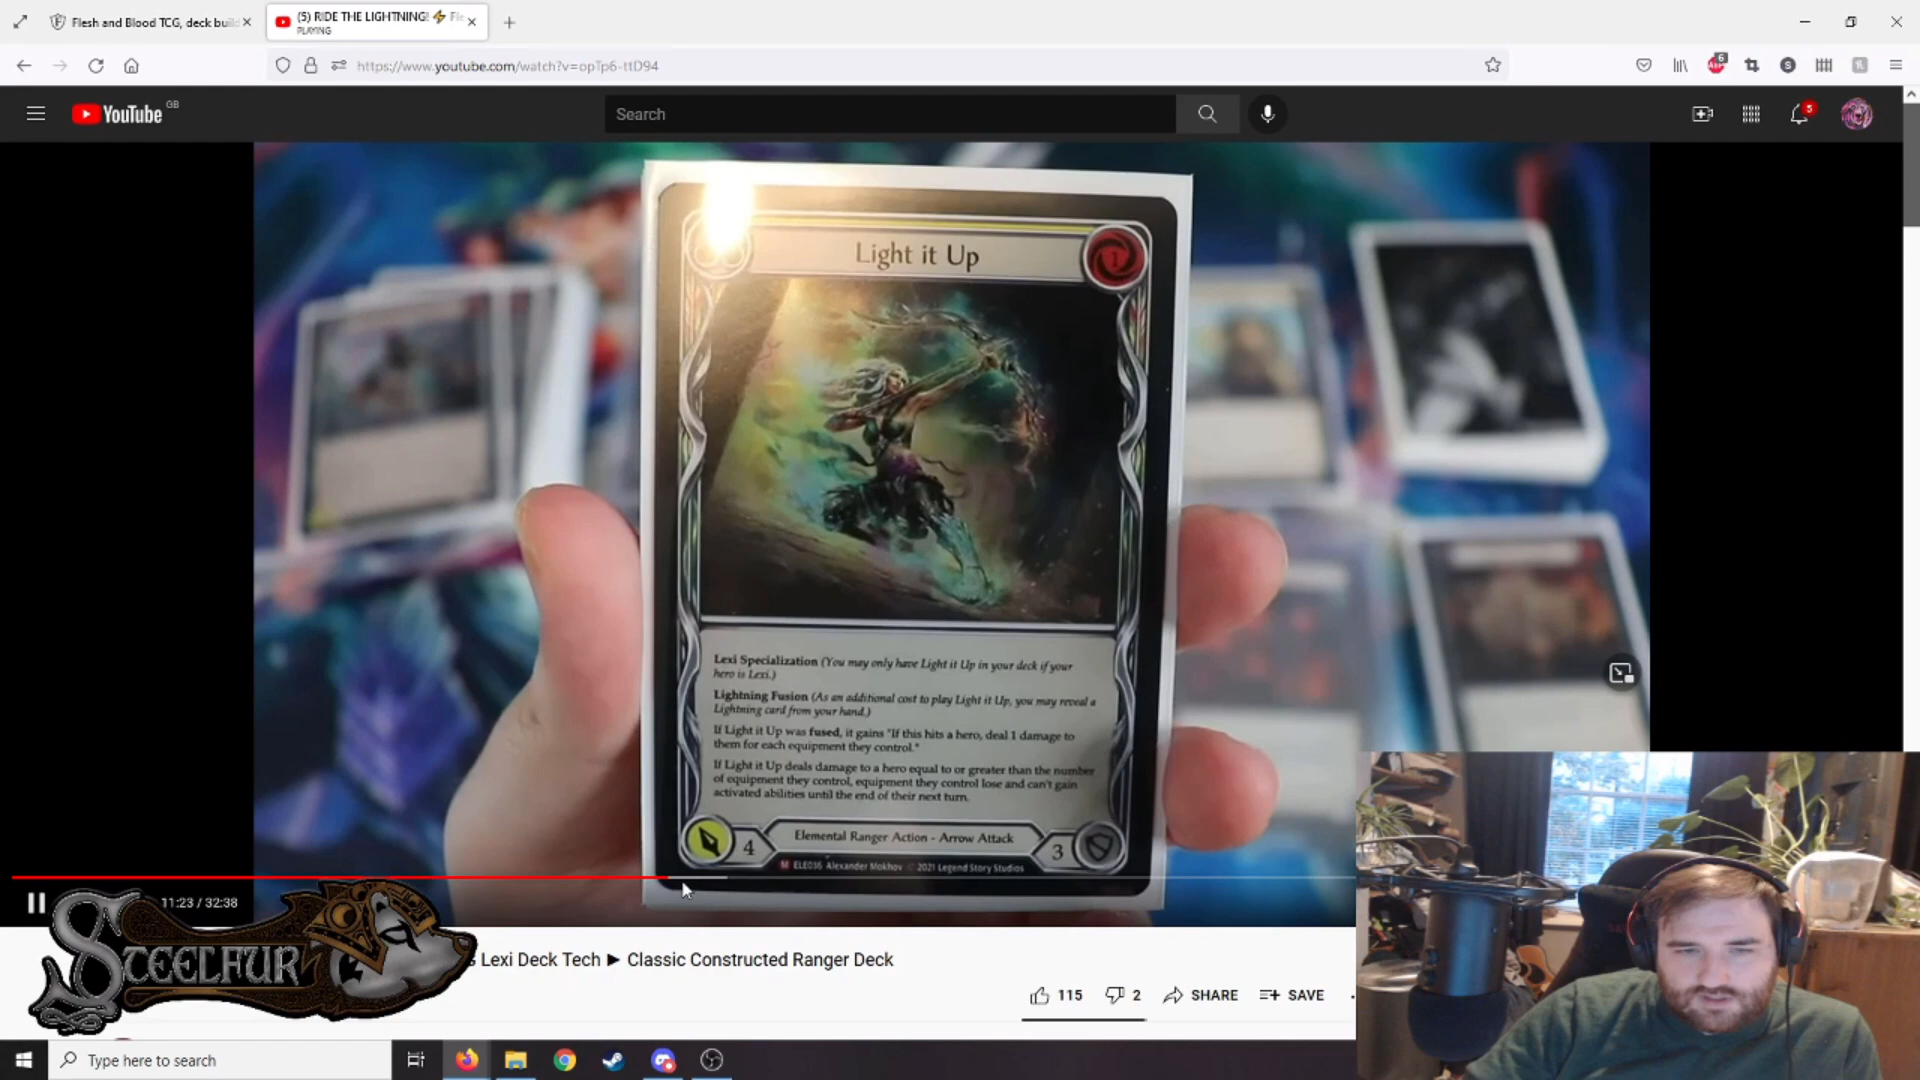 Flesh and Blood TCG, deck buil
(5) RIDE THE LIGHTNING! ⚡ Fle
PLAYING
https://www.youtube.com/watch?v=opTp6-ttD94
6
YouTube GB
Search
5
Light it Up
1
Lexi Specialization (You may only have Light it Up in your deck if your
hero is Lexi.)
Lightning Fusion (As an additional cost to play Light it Up, you may reveal a
Lightning card from your hand.)
If Light it Up was fused, it gains "If this hits a hero, deal 1 damage to
them for each equipment they control."
If Light it Up deals damage to a hero equal to or greater than the number
of equipment they control, equipment they control lose and can't gain
activated abilities until the end of their next turn.
4
Elemental Ranger Action - Arrow Attack
3
M ELE036 Alexander Mokhov © 2021 Legend Story Studios
11:23 / 32:38
STEELFUR
Lexi Deck Tech ► Classic Constructed Ranger Deck
115
2
SHARE
SAVE
Type here to search